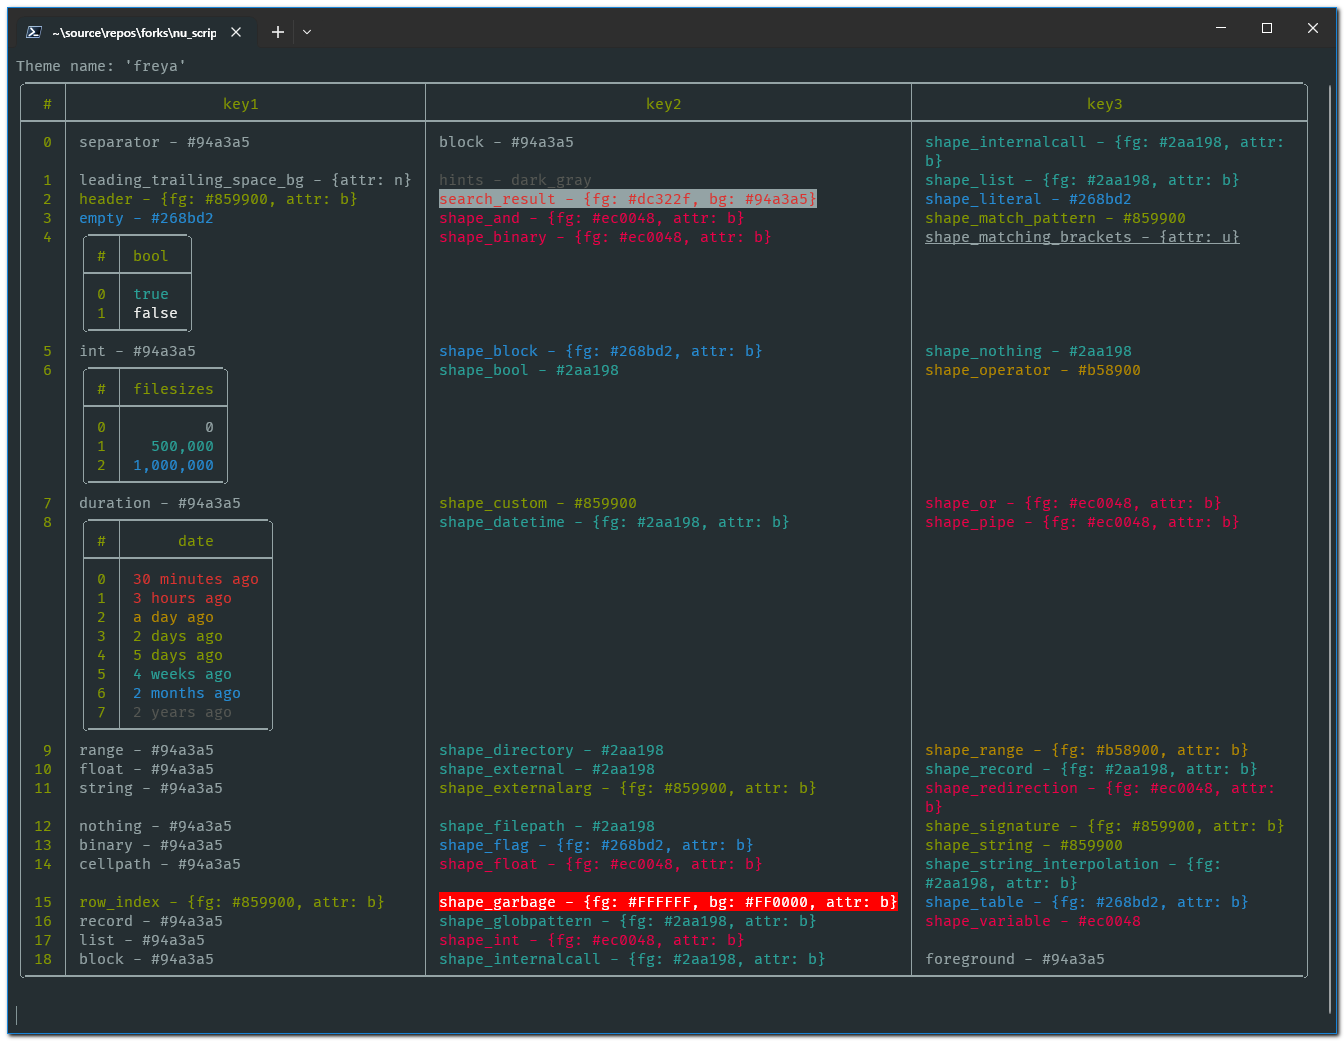 ~\source\repos\forks\nu_scrip
Theme name: 'freya'
# key1 key2 key3
0 separator - #94a3a5 block - #94a3a5 shape_internalcall - {fg: #2aa198, attr:
b}
1 leading_trailing_space_bg - {attr: n} hints - dark_gray shape_list - {fg: #2aa198, attr: b}
2 header - {fg: #859900, attr: b} search_result - {fg: #dc322f, bg: #94a3a5} shape_literal - #268bd2
3 empty - #268bd2 shape_and - {fg: #ec0048, attr: b} shape_match_pattern - #859900
4 shape_binary - {fg: #ec0048, attr: b} shape_matching_brackets - {attr: u}
# bool
0 true
1 false
5 int - #94a3a5 shape_block - {fg: #268bd2, attr: b} shape_nothing - #2aa198
6 shape_bool - #2aa198 shape_operator - #b58900
# filesizes
0 0
1 500,000
2 1,000,000
7 duration - #94a3a5 shape_custom - #859900 shape_or - {fg: #ec0048, attr: b}
8 shape_datetime - {fg: #2aa198, attr: b} shape_pipe - {fg: #ec0048, attr: b}
# date
0 30 minutes ago
1 3 hours ago
2 a day ago
3 2 days ago
4 5 days ago
5 4 weeks ago
6 2 months ago
7 2 years ago
9 range - #94a3a5 shape_directory - #2aa198 shape_range - {fg: #b58900, attr: b}
10 float - #94a3a5 shape_external - #2aa198 shape_record - {fg: #2aa198, attr: b}
11 string - #94a3a5 shape_externalarg - {fg: #859900, attr: b} shape_redirection - {fg: #ec0048, attr:
b}
12 nothing - #94a3a5 shape_filepath - #2aa198 shape_signature - {fg: #859900, attr: b}
13 binary - #94a3a5 shape_flag - {fg: #268bd2, attr: b} shape_string - #859900
14 cellpath - #94a3a5 shape_float - {fg: #ec0048, attr: b} shape_string_interpolation - {fg:
#2aa198, attr: b}
15 row_index - {fg: #859900, attr: b} shape_garbage - {fg: #FFFFFF, bg: #FF0000, attr: b} shape_table - {fg: #268bd2, attr: b}
16 record - #94a3a5 shape_globpattern - {fg: #2aa198, attr: b} shape_variable - #ec0048
17 list - #94a3a5 shape_int - {fg: #ec0048, attr: b}
18 block - #94a3a5 shape_internalcall - {fg: #2aa198, attr: b} foreground - #94a3a5